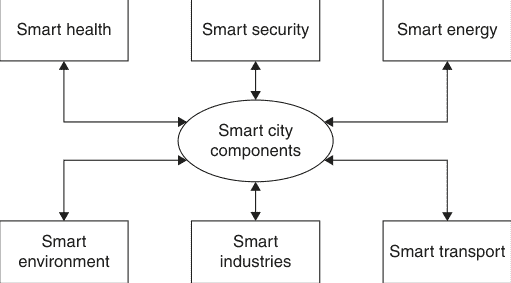 Smart health
Smart security
Smart energy
Smart city
components
Smart
environment
Smart
industries
Smart transport